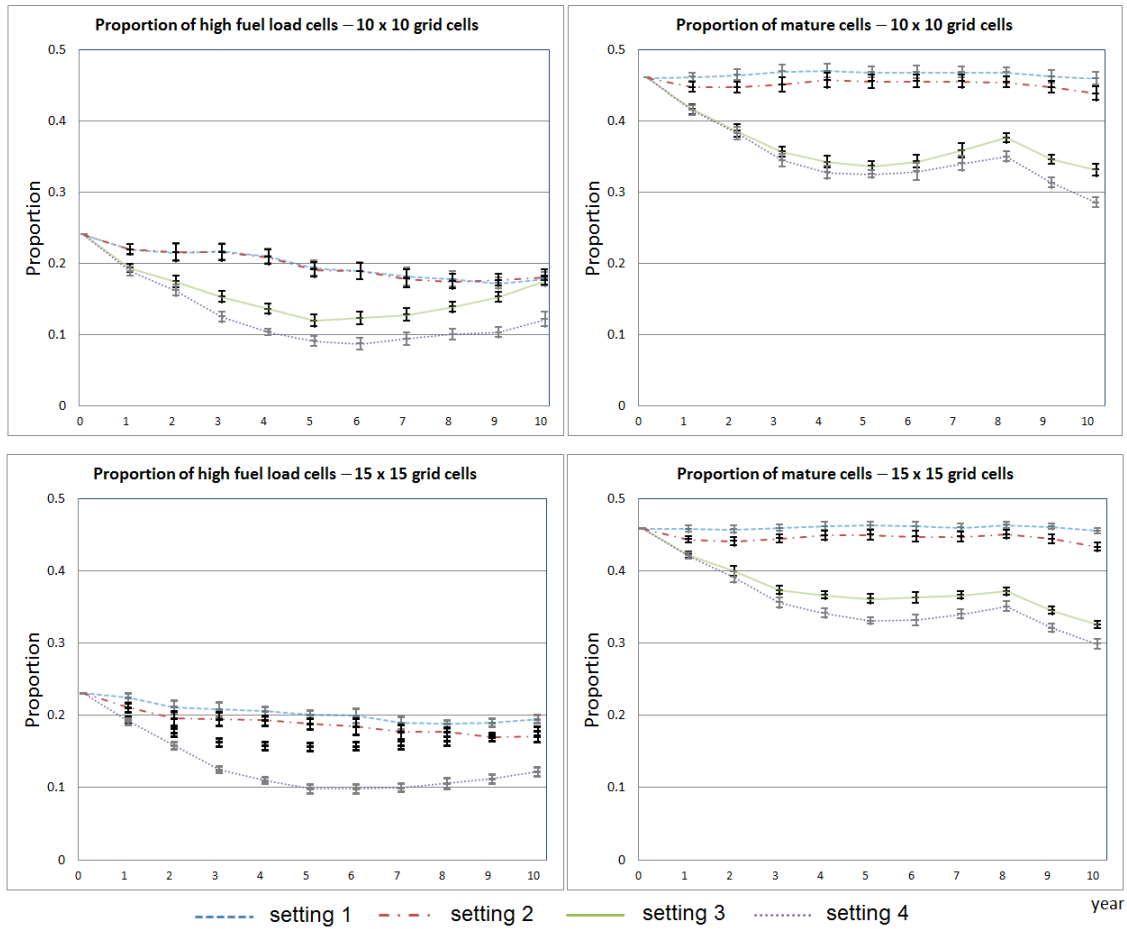 Proportion of high fuel load cells – 10 x 10 grid cells
Proportion
0.5
0.4
0.3
0.2
0.1
0
0 1 2 3 4 5 6 7 8 9 10
Proportion of mature cells – 10 x 10 grid cells
Proportion
0.5
0.4
0.3
0.2
0.1
0
0 1 2 3 4 5 6 7 8 9 10
Proportion of high fuel load cells – 15 x 15 grid cells
Proportion
0.5
0.4
0.3
0.2
0.1
0
0 1 2 3 4 5 6 7 8 9 10
Proportion of mature cells – 15 x 15 grid cells
Proportion
0.5
0.4
0.3
0.2
0.1
0
0 1 2 3 4 5 6 7 8 9 10
year
setting 1 setting 2 setting 3 setting 4